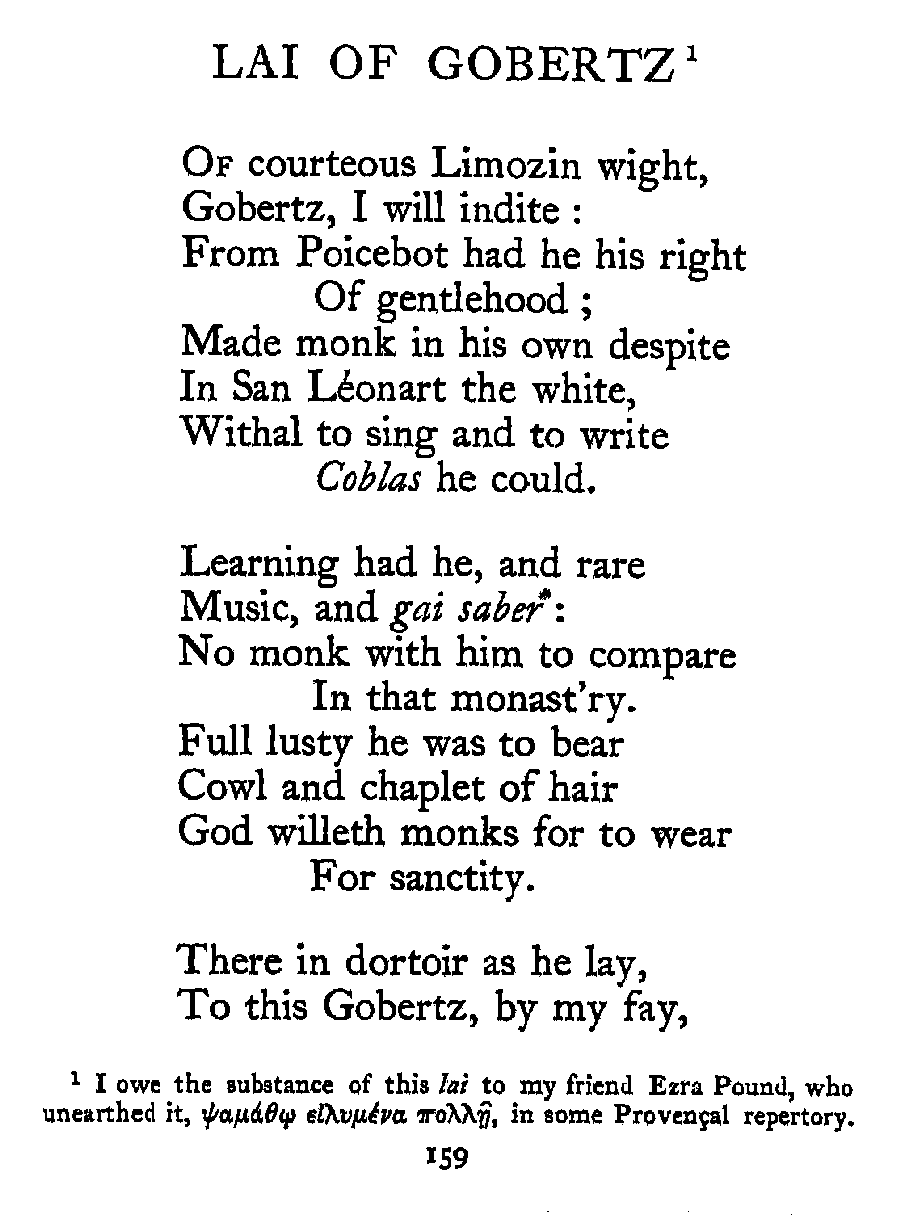 LAI OF GOBERTZ¹
OF courteous Limozin wight,
Gobertz, I will indite :
From Poicebot had he his right
Of gentlehood ;
Made monk in his own despite
In San Léonart the white,
Withal to sing and to write
Coblas he could.
Learning had he, and rare
Music, and gai saber*:
No monk with him to compare
In that monast’ry.
Full lusty he was to bear
Cowl and chaplet of hair
God willeth monks for to wear
For sanctity.
There in dortoir as he lay,
To this Gobertz, by my fay,
¹ I owe the substance of this lai to my friend Ezra Pound, who
unearthed it, ψαμάθῳ εἰλυμένα πολλῇ, in some Provençal repertory.
159